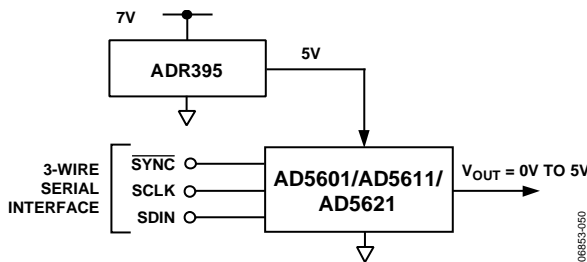 7V
ADR395
5V
3-WIRE
SERIAL
INTERFACE
SYNC
SCLK
SDIN
AD5601/AD5611/
AD5621
VOUT = 0V TO 5V
06853-050